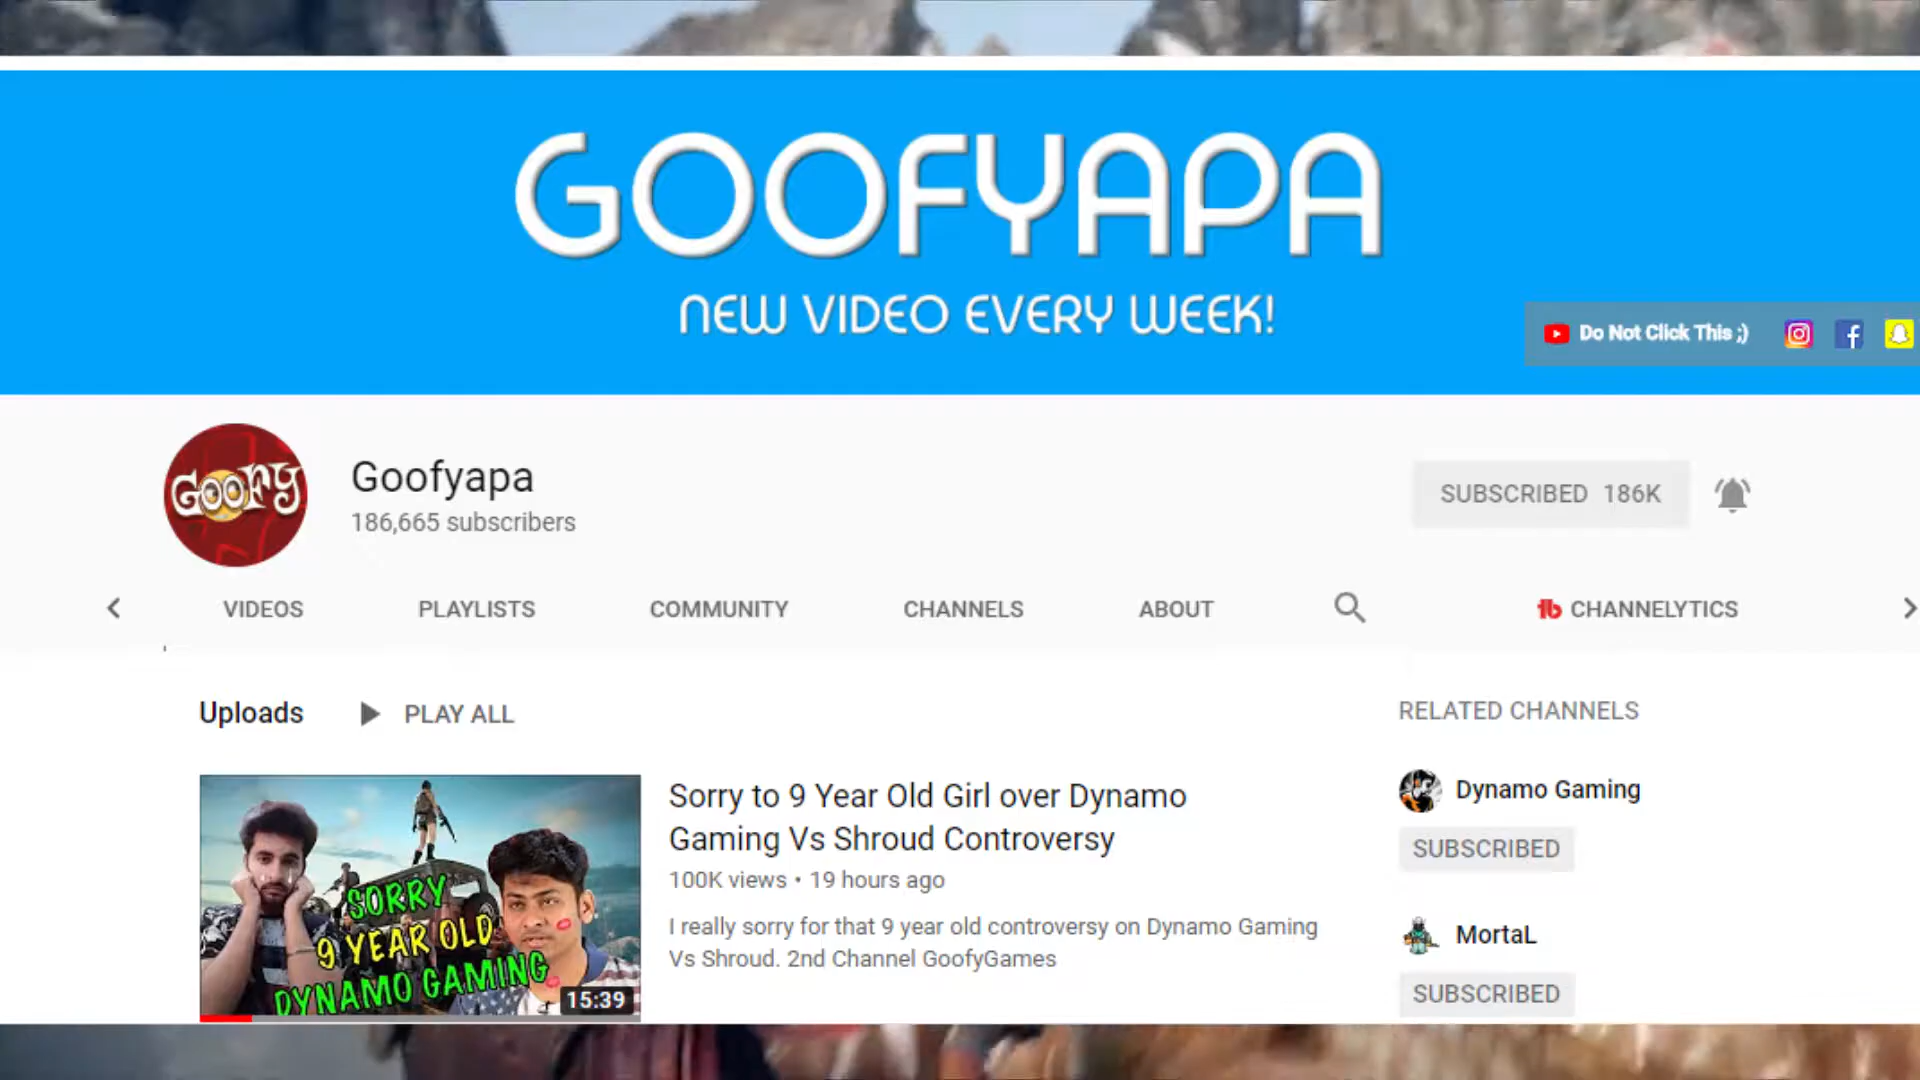 GOOFYAPA
NEW VIDEO EVERY WEEK!
Do Not Click This ;)
GOOFY
Goofyapa
186,665 subscribers
SUBSCRIBED 186K
VIDEOS PLAYLISTS COMMUNITY CHANNELS ABOUT CHANNELYTICS
Uploads PLAY ALL
SORRY
9 YEAR OLD
DYNAMO GAMING
15:39
Sorry to 9 Year Old Girl over Dynamo
Gaming Vs Shroud Controversy
100K views • 19 hours ago
I really sorry for that 9 year old controversy on Dynamo Gaming
Vs Shroud. 2nd Channel GoofyGames
RELATED CHANNELS
Dynamo Gaming
SUBSCRIBED
MortaL
SUBSCRIBED